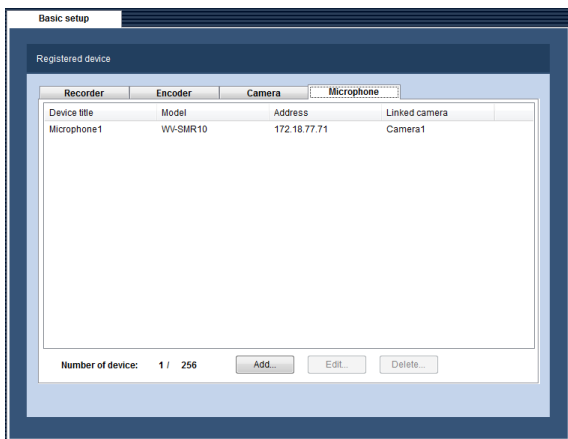 Basic setup
Registered device
Recorder Encoder Camera Microphone
Device title Model Address Linked camera
Microphone1 WV-SMR10 172.18.77.71 Camera1
Number of device: 1 / 256 Add... Edit... Delete...